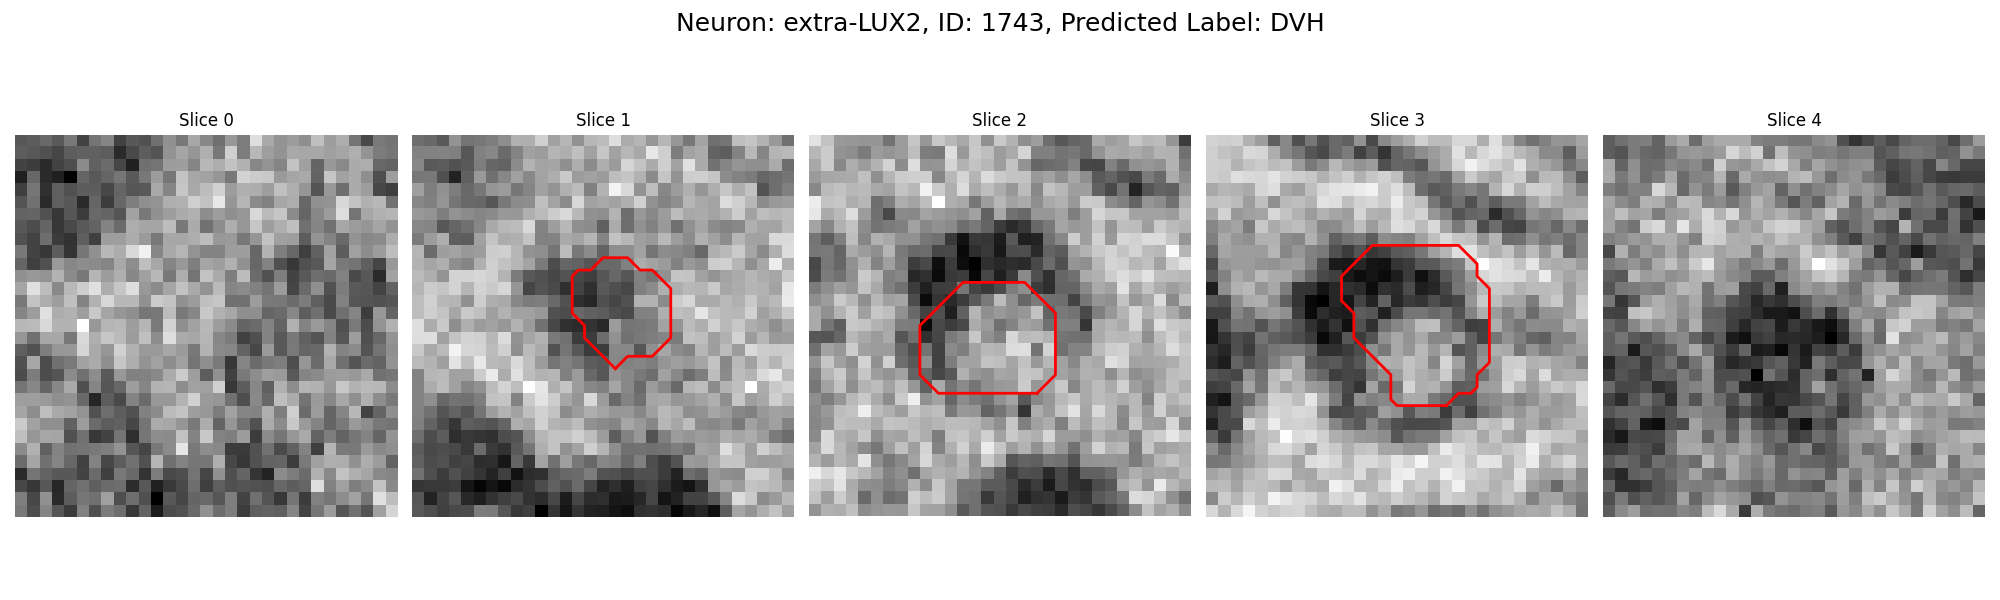 Neuron: extra-LUX2, ID: 1743, Predicted Label: DVH
Slice 0
Slice 1
Slice 2
Slice 3
Slice 4